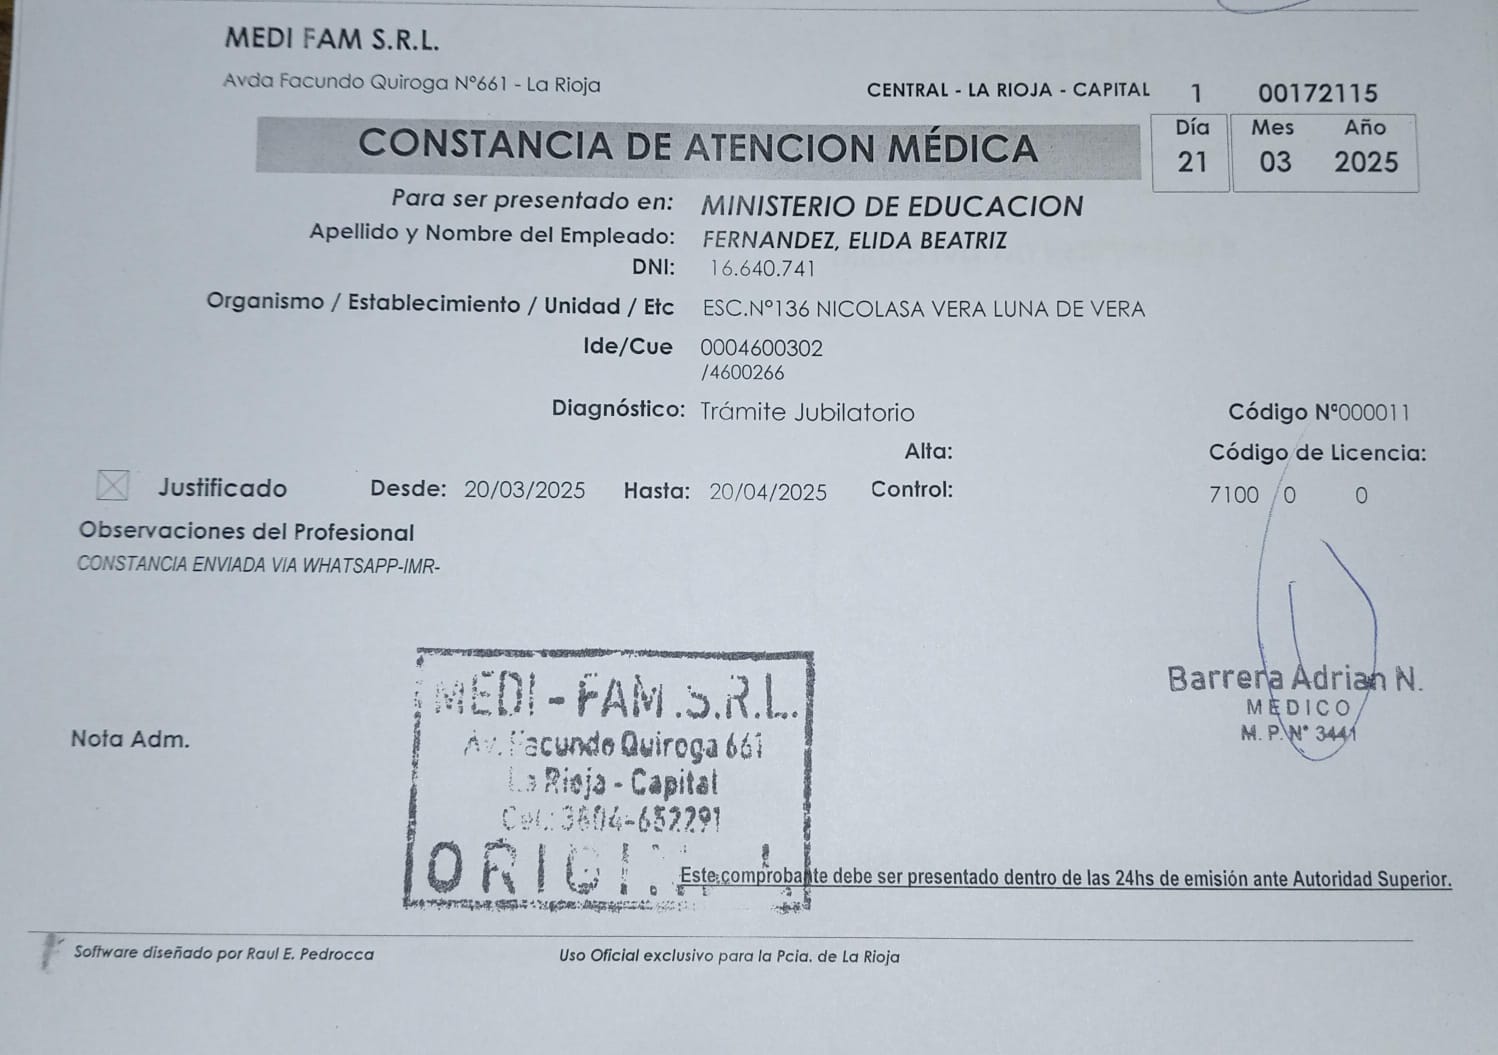 MEDI FAM S.R.L.
Avda Facundo Quiroga Nº661 - La Rioja
CENTRAL - LA RIOJA - CAPITAL 1 00172115
CONSTANCIA DE ATENCION MÉDICA
Día Mes Año
21 03 2025
Para ser presentado en: MINISTERIO DE EDUCACION
Apellido y Nombre del Empleado: FERNANDEZ, ELIDA BEATRIZ
DNI: 16.640.741
Organismo / Establecimiento / Unidad / Etc ESC.Nº136 NICOLASA VERA LUNA DE VERA
Ide/Cue 0004600302
/4600266
Diagnóstico: Trámite Jubilatorio Código Nº000011
Alta: Código de Licencia:
Justificado Desde: 20/03/2025 Hasta: 20/04/2025 Control: 7100 /0 0
Observaciones del Profesional
CONSTANCIA ENVIADA VIA WHATSAPP-IMR-
MEDI-FAM.S.R.L.
Av. Facundo Quiroga 661
La Rioja - Capital
652291
Barrera Adrian N.
MEDICO
M.P.Nº 3441
Nota Adm.
Este comprobante debe ser presentado dentro de las 24hs de emisión ante Autoridad Superior.
Software diseñado por Raul E. Pedrocca
Uso Oficial exclusivo para la Pcia. de La Rioja